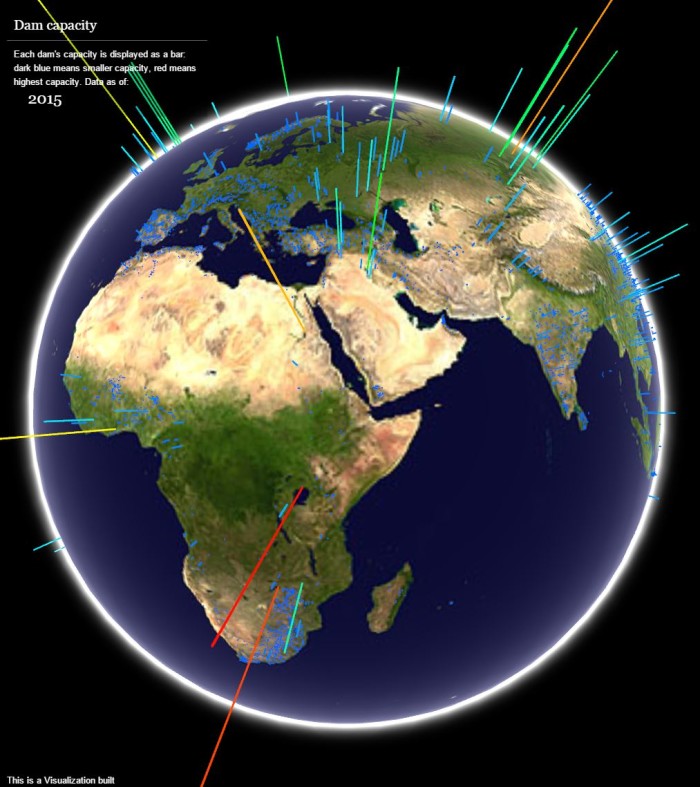 Dam capacity
Each dam's capacity is displayed as a bar:
dark blue means smaller capacity, red means
highest capacity. Data as of:
2015
This is a Visualization built